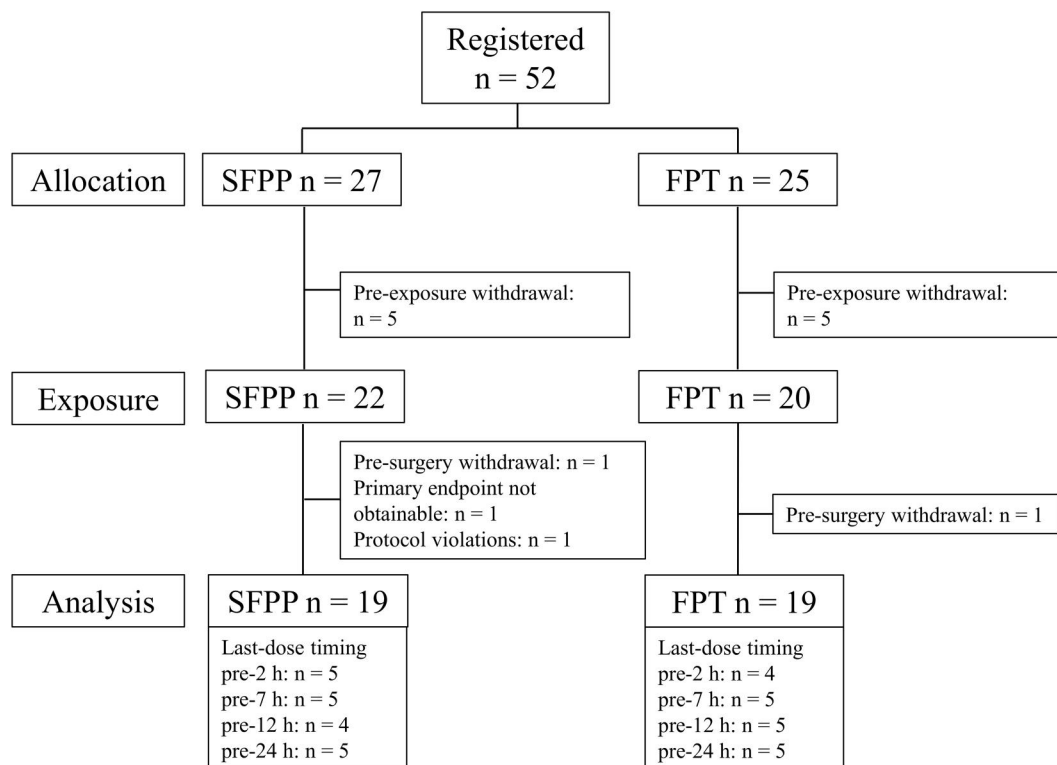 Registered
n = 52
Allocation
SFPP n = 27
FPT n = 25
Pre-exposure withdrawal:
n = 5
Pre-exposure withdrawal:
n = 5
Exposure
SFPP n = 22
FPT n = 20
Pre-surgery withdrawal: n = 1
Primary endpoint not
obtainable: n = 1
Protocol violations: n = 1
Pre-surgery withdrawal: n = 1
Analysis
SFPP n = 19
Last-dose timing
pre-2 h: n = 5
pre-7 h: n = 5
pre-12 h: n = 4
pre-24 h: n = 5
FPT n = 19
Last-dose timing
pre-2 h: n = 4
pre-7 h: n = 5
pre-12 h: n = 5
pre-24 h: n = 5